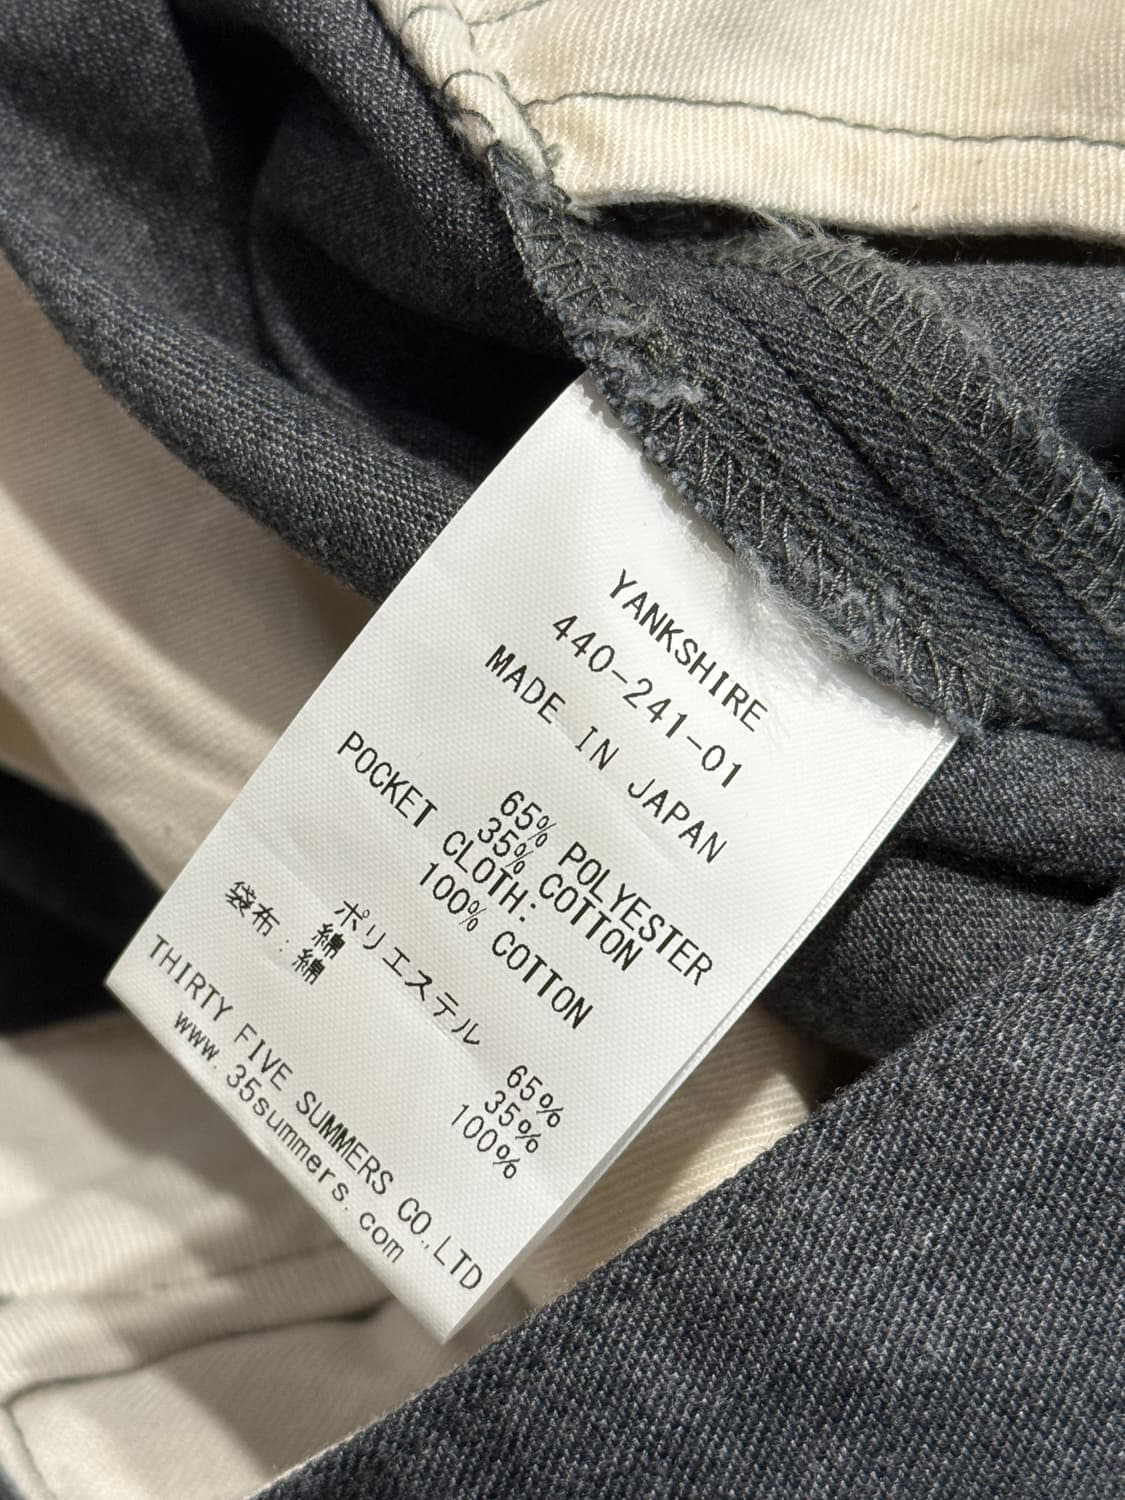 YANKSHIRE
440-241-01
MADE IN JAPAN
65% POLYESTER
35% COTTON
POCKET CLOTH:
100% COTTON
ポリエステル 65%
綿 35%
袋布:綿 100%
THIRTY FIVE SUMMERS CO.,LTD
www.35summers.com